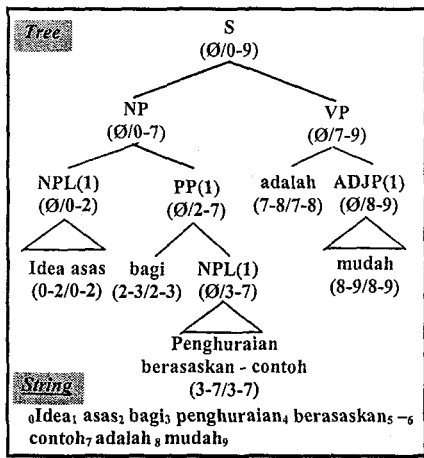 Tree
S
(Ø/0-9)
NP VP
(Ø/0-7) (Ø/7-9)
NPL(1) PP(1) adalah ADJP(1)
(Ø/0-2) (Ø/2-7) (7-8/7-8) (Ø/8-9)
Idea asas bagi NPL(1) mudah
(0-2/0-2) (2-3/2-3) (Ø/3-7) (8-9/8-9)
Penghuraian
berasaskan - contoh
(3-7/3-7)
String
₀Idea₁ asas₂ bagi₃ penghuraian₄ berasaskan₅ –₆
contoh₇ adalah ₈ mudah₉